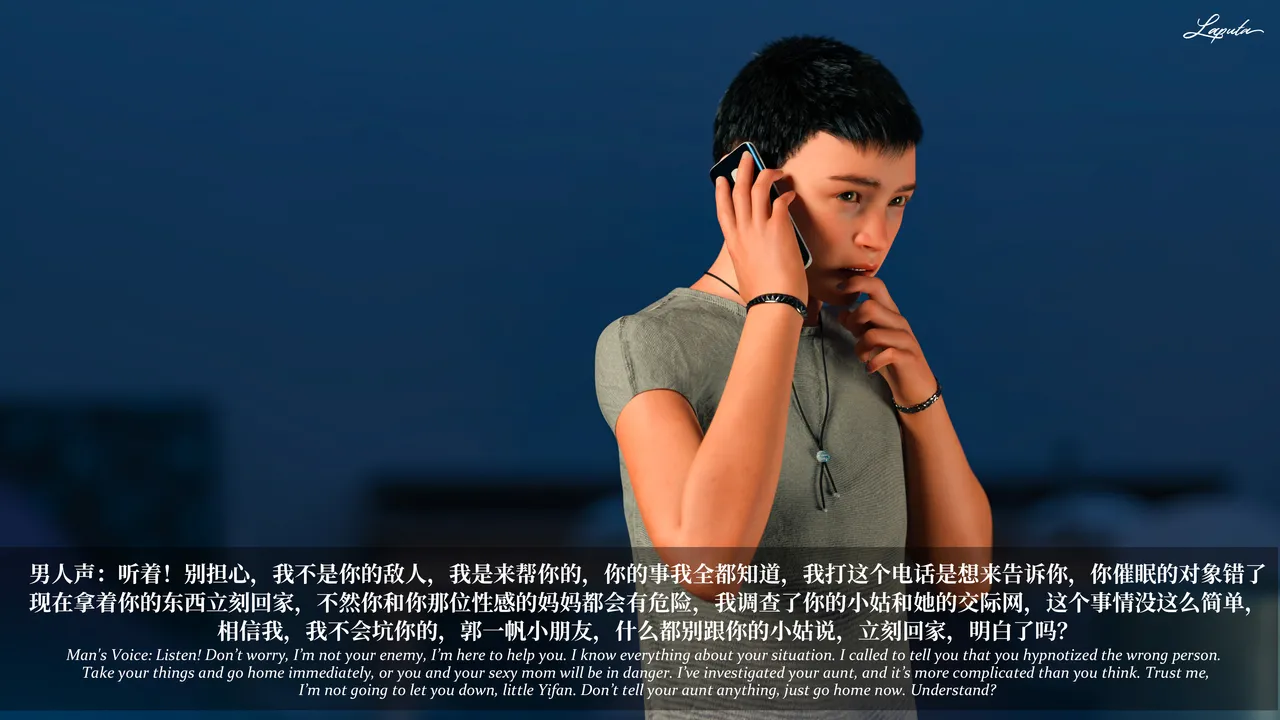 Laputa
男人声：听着！别担心，我不是你的敌人，我是来帮你的，你的事我全都知道，我打这个电话是想来告诉你，你催眠的对象错了
现在拿着你的东西立刻回家，不然你和你那位性感的妈妈都会有危险，我调查了你的小姑和她的交际网，这个事情没这么简单，
相信我，我不会坑你的，郭一帆小朋友，什么都别跟你的小姑说，立刻回家，明白了吗？
Man's Voice: Listen! Don't worry, I'm not your enemy, I'm here to help you. I know everything about your situation. I called to tell you that you hypnotized the wrong person.
Take your things and go home immediately, or you and your sexy mom will be in danger. I've investigated your aunt, and it's more complicated than you think. Trust me,
I'm not going to let you down, little Yifan. Don't tell your aunt anything, just go home now. Understand?